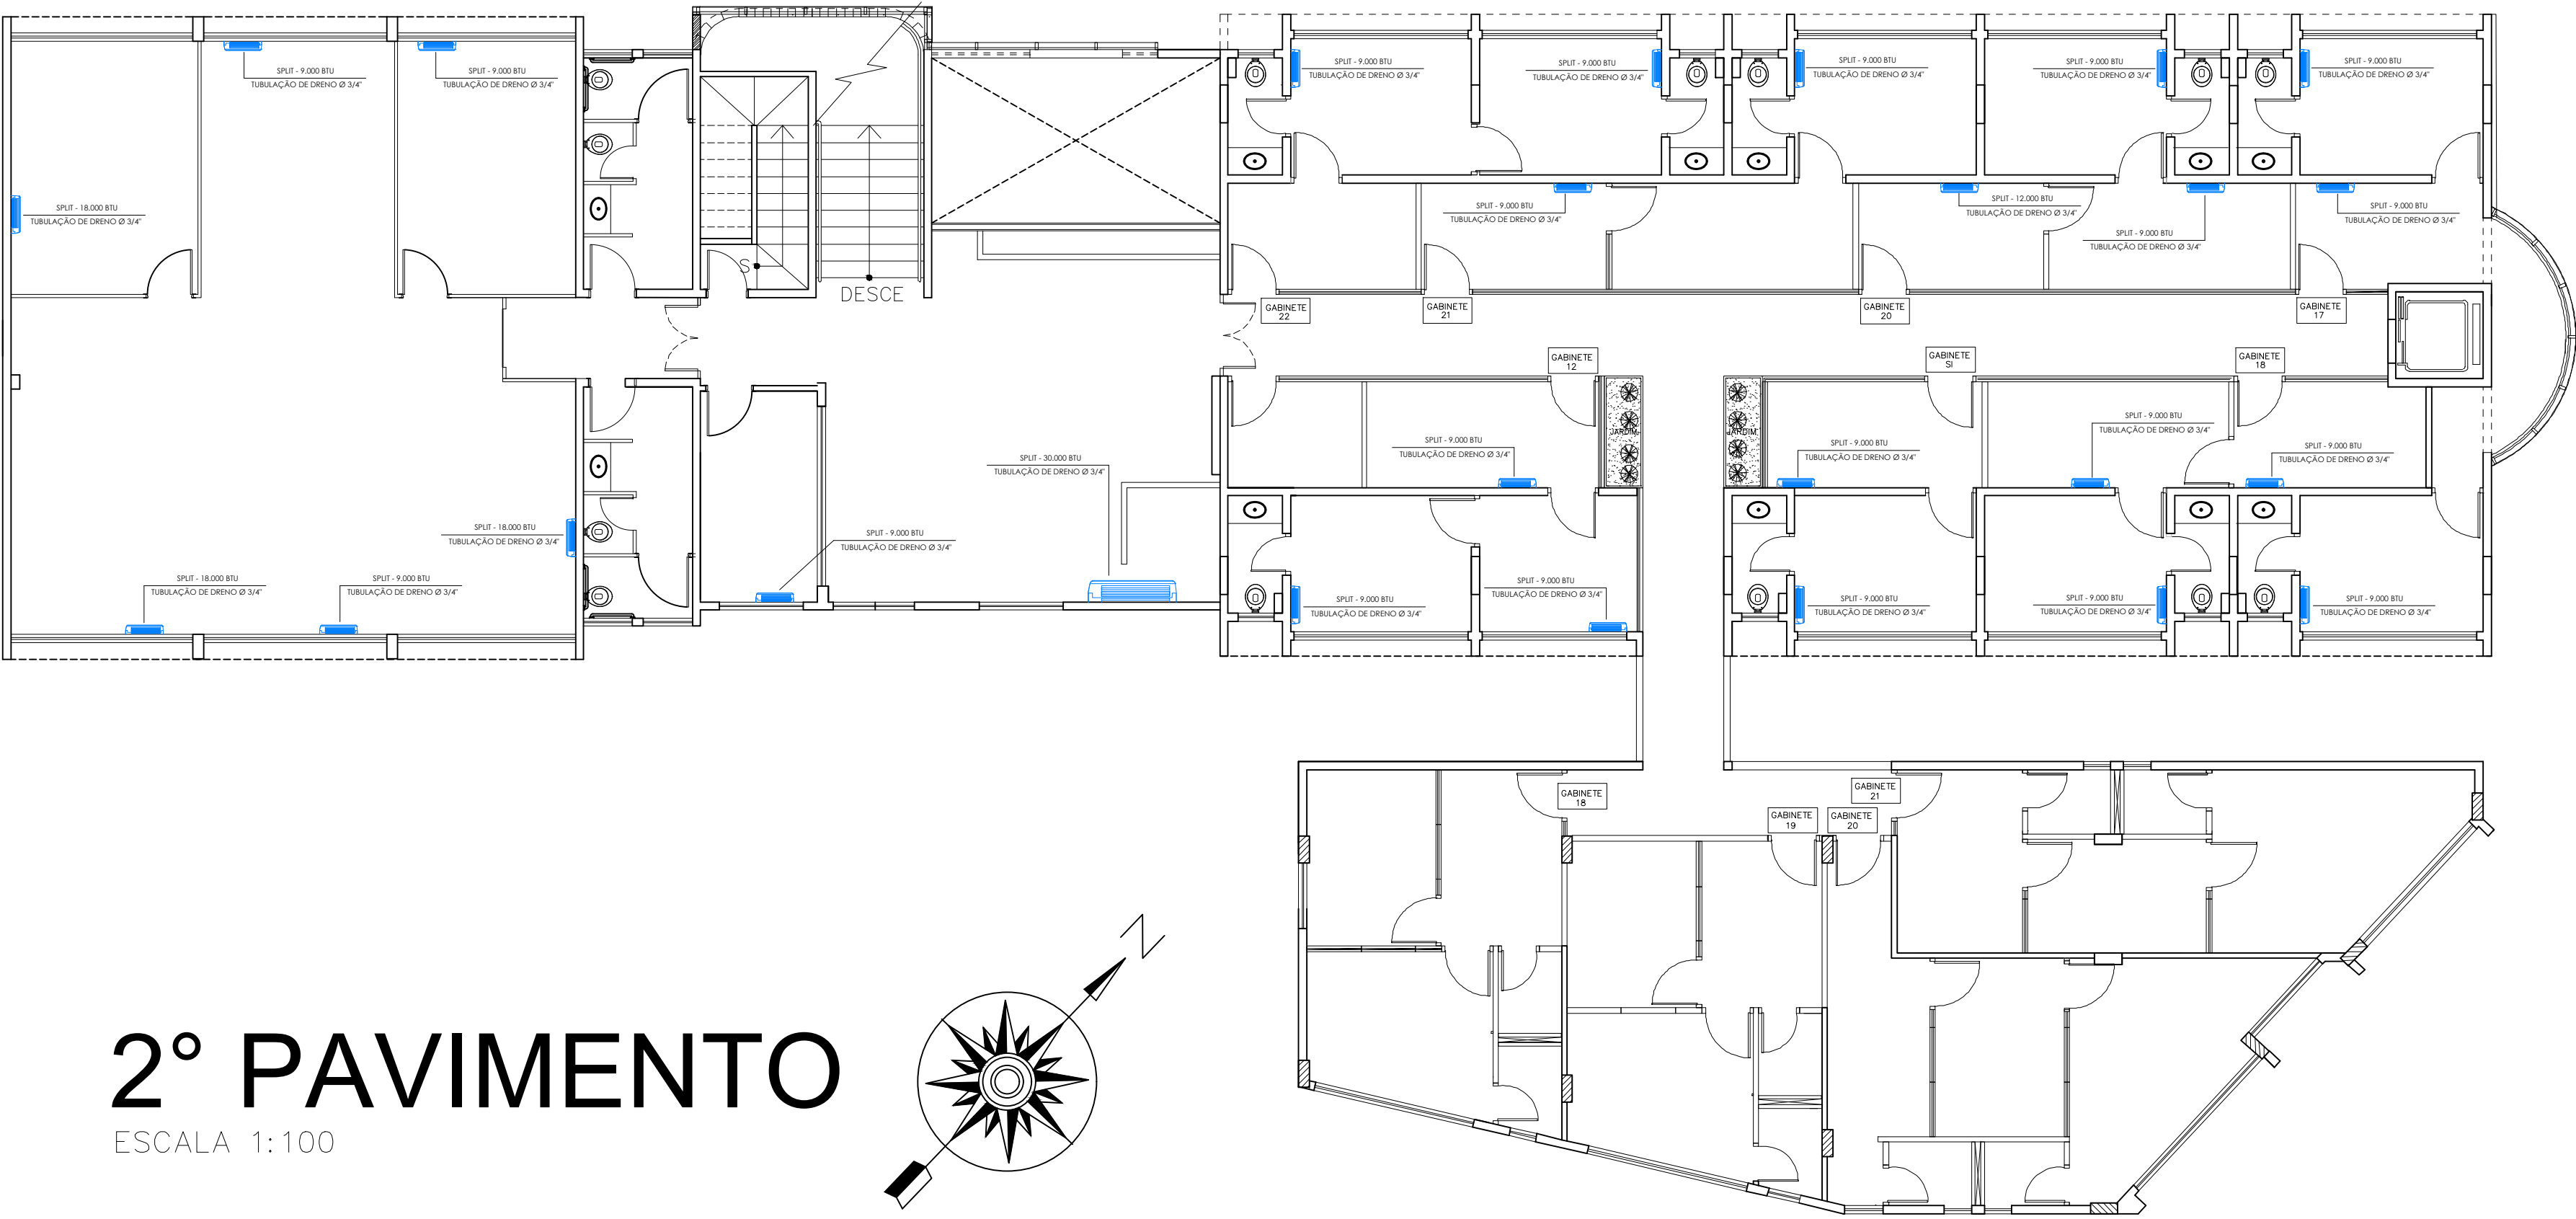 SPLIT - 9.000 BTU
TUBULAÇÃO DE DRENO Ø 3/4"
SPLIT - 9.000 BTU
TUBULAÇÃO DE DRENO Ø 3/4"
SPLIT - 9.000 BTU
TUBULAÇÃO DE DRENO Ø 3/4"
SPLIT - 9.000 BTU
TUBULAÇÃO DE DRENO Ø 3/4"
SPLIT - 9.000 BTU
TUBULAÇÃO DE DRENO Ø 3/4"
SPLIT - 9.000 BTU
TUBULAÇÃO DE DRENO Ø 3/4"
SPLIT - 9.000 BTU
TUBULAÇÃO DE DRENO Ø 3/4"
SPLIT - 18.000 BTU
TUBULAÇÃO DE DRENO Ø 3/4"
SPLIT - 9.000 BTU
TUBULAÇÃO DE DRENO Ø 3/4"
SPLIT - 12.000 BTU
TUBULAÇÃO DE DRENO Ø 3/4"
SPLIT - 9.000 BTU
TUBULAÇÃO DE DRENO Ø 3/4"
SPLIT - 9.000 BTU
TUBULAÇÃO DE DRENO Ø 3/4"
S
DESCE
GABINETE
22
GABINETE
21
GABINETE
20
GABINETE
17
GABINETE
12
GABINETE
SI
GABINETE
18
JARDIM
JARDIM
SPLIT - 9.000 BTU
TUBULAÇÃO DE DRENO Ø 3/4"
SPLIT - 9.000 BTU
TUBULAÇÃO DE DRENO Ø 3/4"
SPLIT - 9.000 BTU
TUBULAÇÃO DE DRENO Ø 3/4"
SPLIT - 9.000 BTU
TUBULAÇÃO DE DRENO Ø 3/4"
SPLIT - 30.000 BTU
TUBULAÇÃO DE DRENO Ø 3/4"
SPLIT - 18.000 BTU
TUBULAÇÃO DE DRENO Ø 3/4"
SPLIT - 9.000 BTU
TUBULAÇÃO DE DRENO Ø 3/4"
SPLIT - 18.000 BTU
TUBULAÇÃO DE DRENO Ø 3/4"
SPLIT - 9.000 BTU
TUBULAÇÃO DE DRENO Ø 3/4"
SPLIT - 9.000 BTU
TUBULAÇÃO DE DRENO Ø 3/4"
SPLIT - 9.000 BTU
TUBULAÇÃO DE DRENO Ø 3/4"
SPLIT - 9.000 BTU
TUBULAÇÃO DE DRENO Ø 3/4"
SPLIT - 9.000 BTU
TUBULAÇÃO DE DRENO Ø 3/4"
SPLIT - 9.000 BTU
TUBULAÇÃO DE DRENO Ø 3/4"
GABINETE
18
GABINETE
19
GABINETE
20
GABINETE
21
N
2° PAVIMENTO
ESCALA 1:100